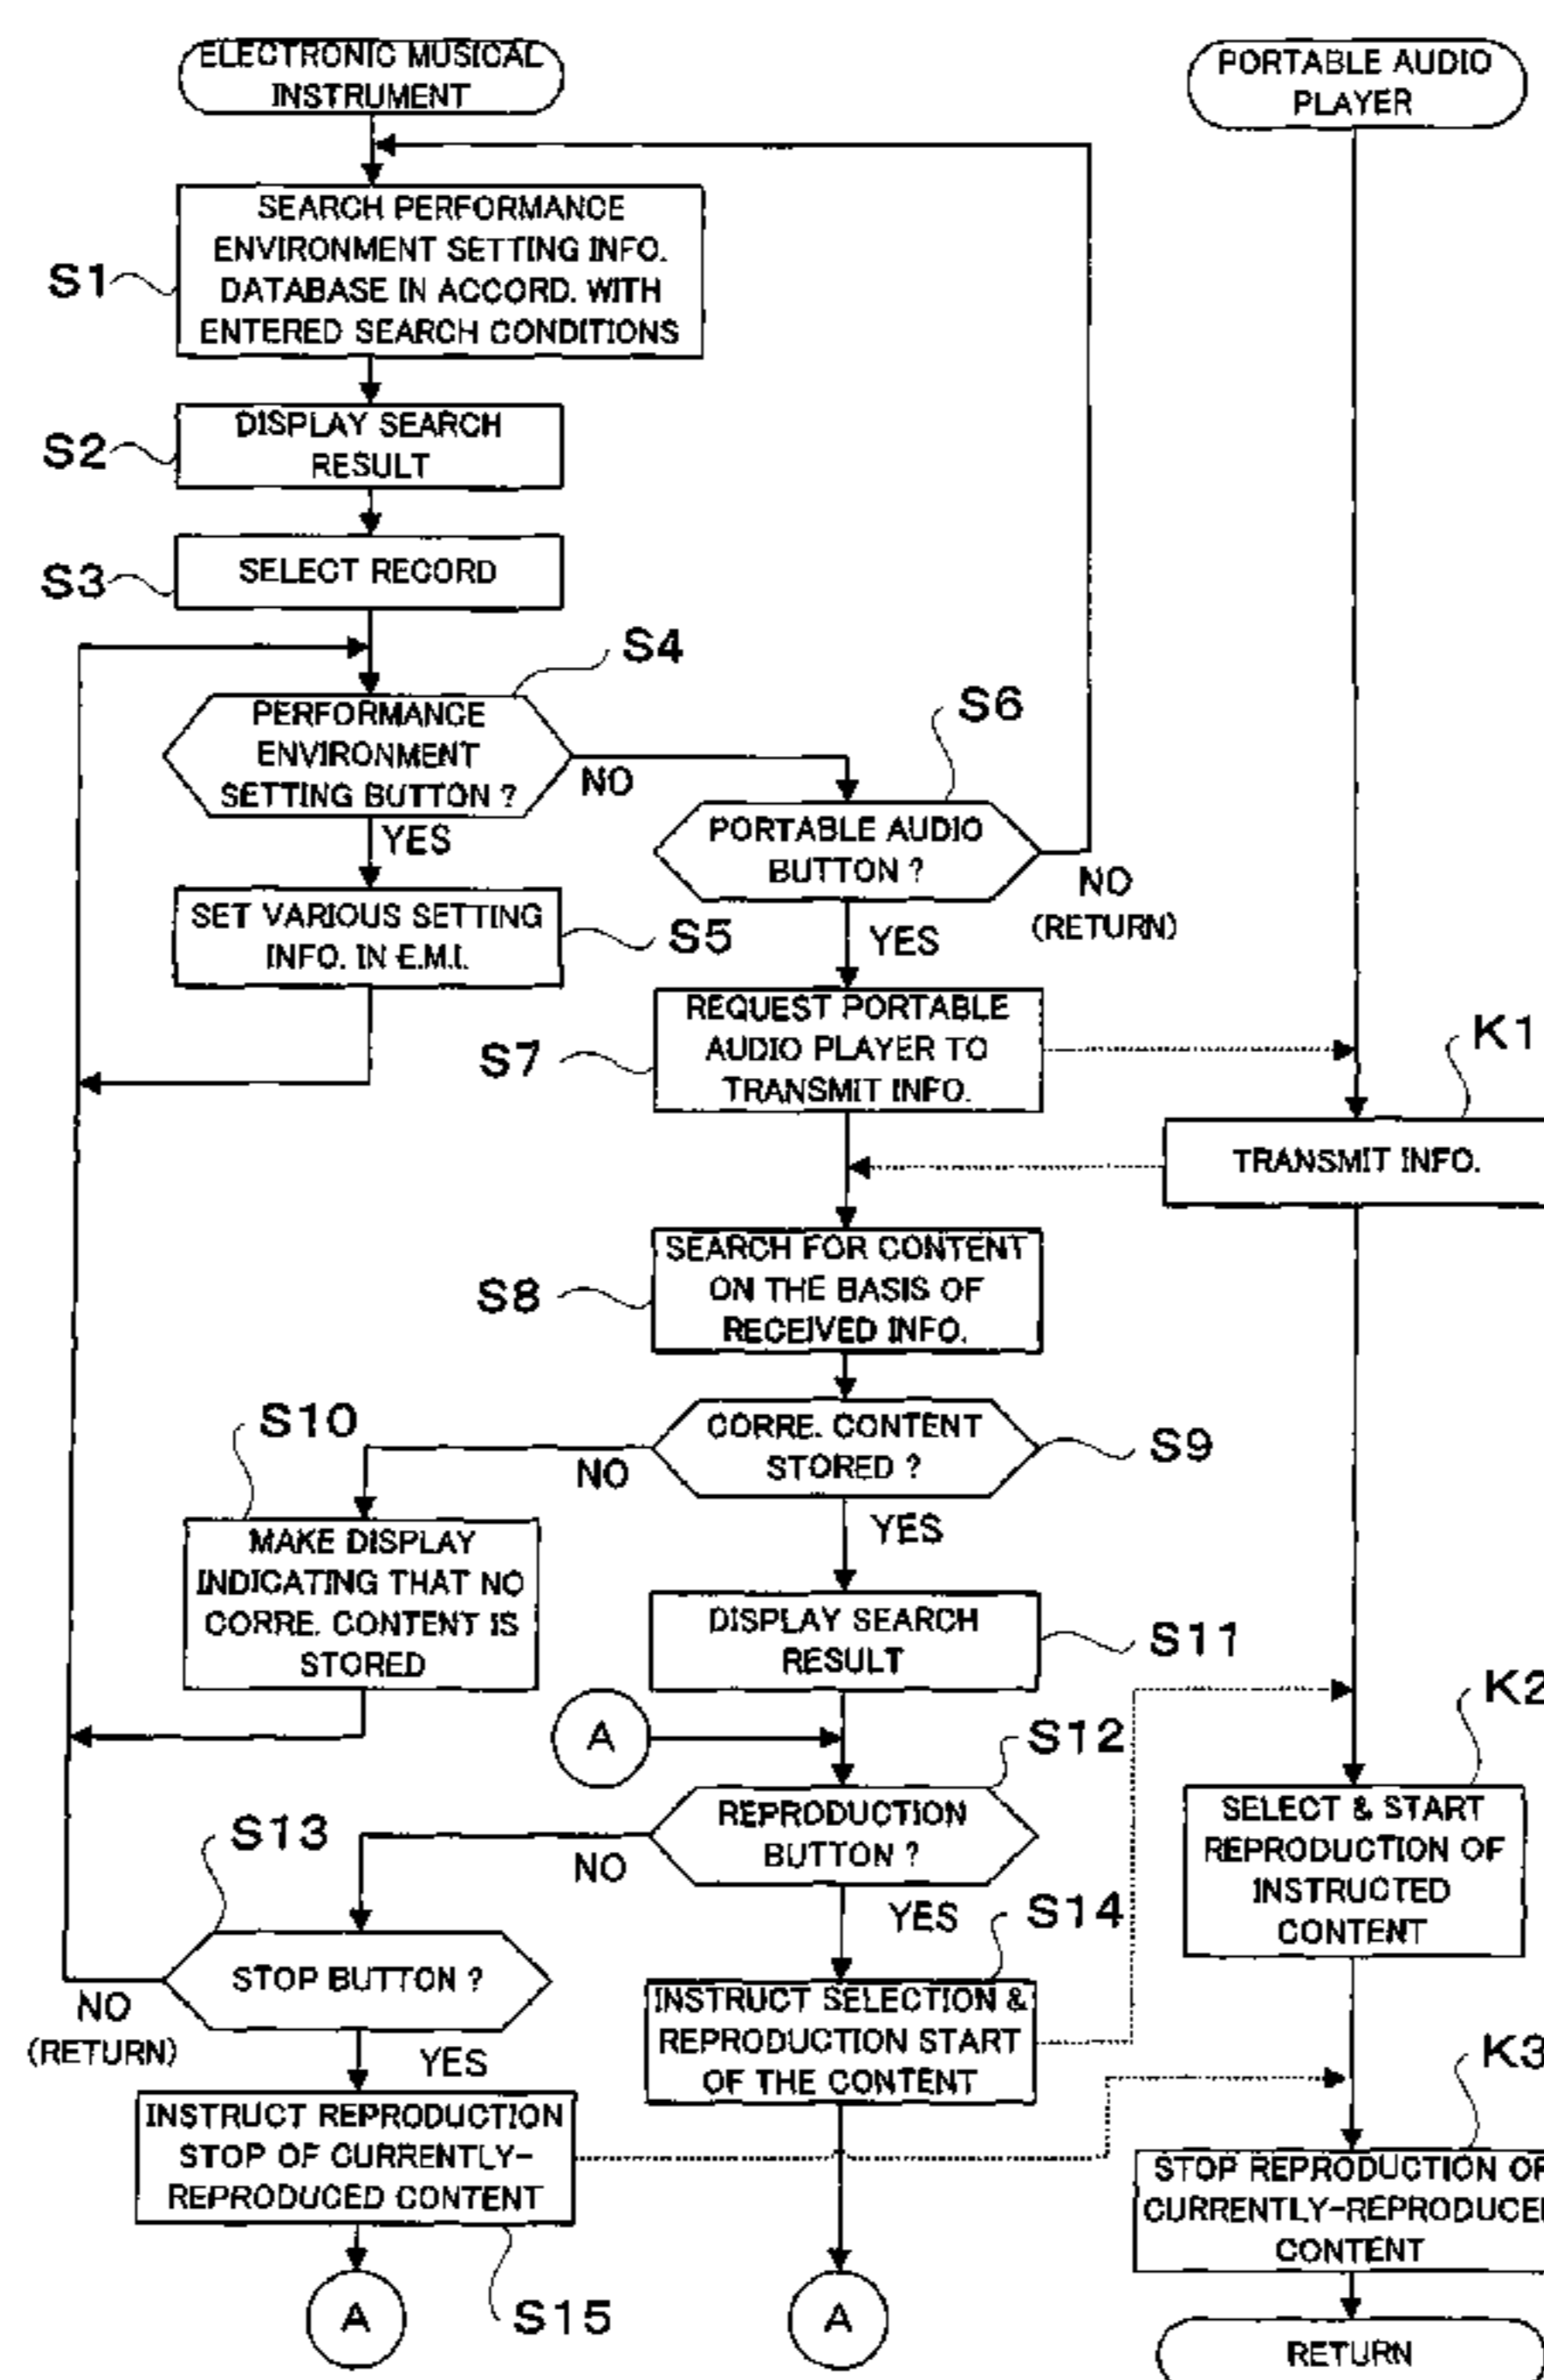 ELECTRONIC MUSICAL
INSTRUMENT
PORTABLE AUDIO
PLAYER
S1
SEARCH PERFORMANCE
ENVIRONMENT SETTING INFO.
DATABASE IN ACCORD. WITH
ENTERED SEARCH CONDITIONS
S2
DISPLAY SEARCH
RESULT
S3
SELECT RECORD
S4
PERFORMANCE
ENVIRONMENT
SETTING BUTTON ?
NO
YES
S6
PORTABLE AUDIO
BUTTON ?
NO
(RETURN)
YES
SET VARIOUS SETTING
INFO. IN E.M.I.
S5
S7
REQUEST PORTABLE
AUDIO PLAYER TO
TRANSMIT INFO.
K1
TRANSMIT INFO.
S8
SEARCH FOR CONTENT
ON THE BASIS OF
RECEIVED INFO.
CORRE. CONTENT
STORED ?
S9
NO
YES
S10
MAKE DISPLAY
INDICATING THAT NO
CORRE. CONTENT IS
STORED
DISPLAY SEARCH
RESULT
S11
A
S12
REPRODUCTION
BUTTON ?
NO
YES
K2
SELECT & START
REPRODUCTION OF
INSTRUCTED
CONTENT
S13
STOP BUTTON ?
NO
(RETURN)
YES
S14
INSTRUCT SELECTION &
REPRODUCTION START
OF THE CONTENT
INSTRUCT REPRODUCTION
STOP OF CURRENTLY-
REPRODUCED CONTENT
S15
K3
STOP REPRODUCTION OF
CURRENTLY-REPRODUCED
CONTENT
A
A
RETURN